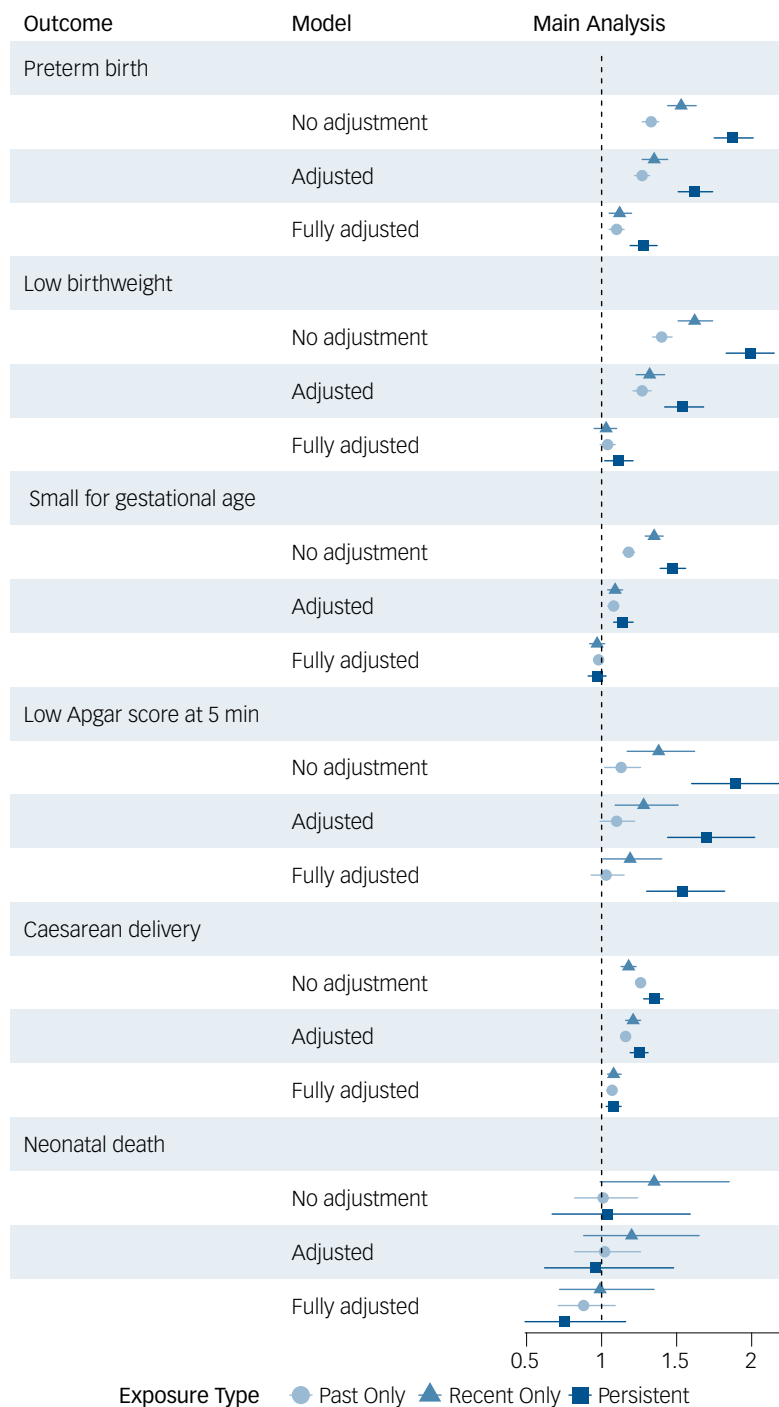 Outcome Model Main Analysis
Preterm birth
No adjustment
Adjusted
Fully adjusted
Low birthweight
No adjustment
Adjusted
Fully adjusted
Small for gestational age
No adjustment
Adjusted
Fully adjusted
Low Apgar score at 5 min
No adjustment
Adjusted
Fully adjusted
Caesarean delivery
No adjustment
Adjusted
Fully adjusted
Neonatal death
No adjustment
Adjusted
Fully adjusted
0.5 1 1.5 2
Exposure Type Past Only Recent Only Persistent